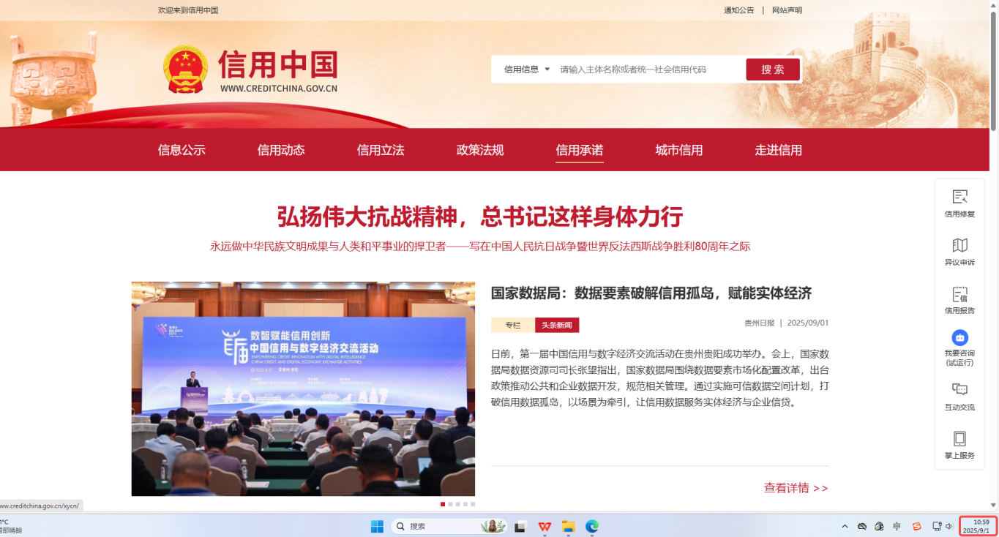 欢迎来到信用中国
通知公告 | 网站声明
信用中国
WWW.CREDITCHINA.GOV.CN
信用信息 请输入主体名称或者统一社会信用代码 搜索
信息公示 信用动态 信用立法 政策法规 信用承诺 城市信用 走进信用
弘扬伟大抗战精神，总书记这样身体力行
永远做中华民族文明成果与人类和平事业的捍卫者——写在中国人民抗日战争暨世界反法西斯战争胜利80周年之际
数智赋能信用创新
中国信用与数字经济交流活动
EMPOWERING CREDIT INNOVATION WITH DIGITAL INTELLIGENCE
CHINA CREDIT AND DIGITAL ECONOMY EXCHANGE ACTIVITIES
国家数据局：数据要素破解信用孤岛，赋能实体经济
专栏 头条新闻 贵州日报 | 2025/09/01
日前，第一届中国信用与数字经济交流活动在贵州贵阳成功举办。会上，国家数
据局数据资源司司长张望指出，国家数据局围绕数据要素市场化配置改革，出台
政策推动公共和企业数据开发，规范相关管理。通过实施可信数据空间计划，打
破信用数据孤岛，以场景为牵引，让信用数据服务实体经济与企业信贷。
查看详情 >>
信用修复
异议申诉
信用报告
我要咨询
(试运行)
互动交流
掌上服务
ww.creditchina.gov.cn/xycn/
°C
部晴朗
搜索
中
10:59
2025/9/1